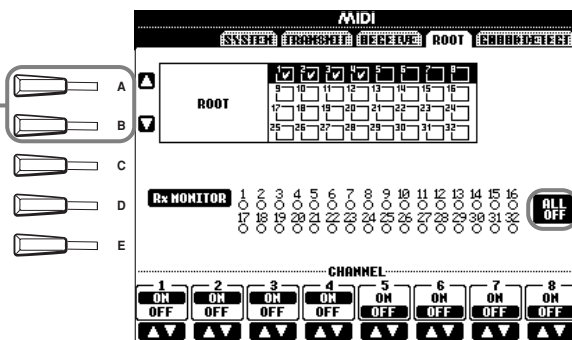 MIDI
SYSTEM TRANSMIT RECEIVE ROOT CHORD DETECT
A
B
C
D
E
ROOT
1 2 3 4 5 6 7 8
9 10 11 12 13 14 15 16
17 18 19 20 21 22 23 24
25 26 27 28 29 30 31 32
Rx MONITOR 1 2 3 4 5 6 7 8 9 10 11 12 13 14 15 16
17 18 19 20 21 22 23 24 25 26 27 28 29 30 31 32
ALL
OFF
CHANNEL
1 2 3 4 5 6 7 8
ON ON ON ON ON ON ON ON
OFF OFF OFF OFF OFF OFF OFF OFF